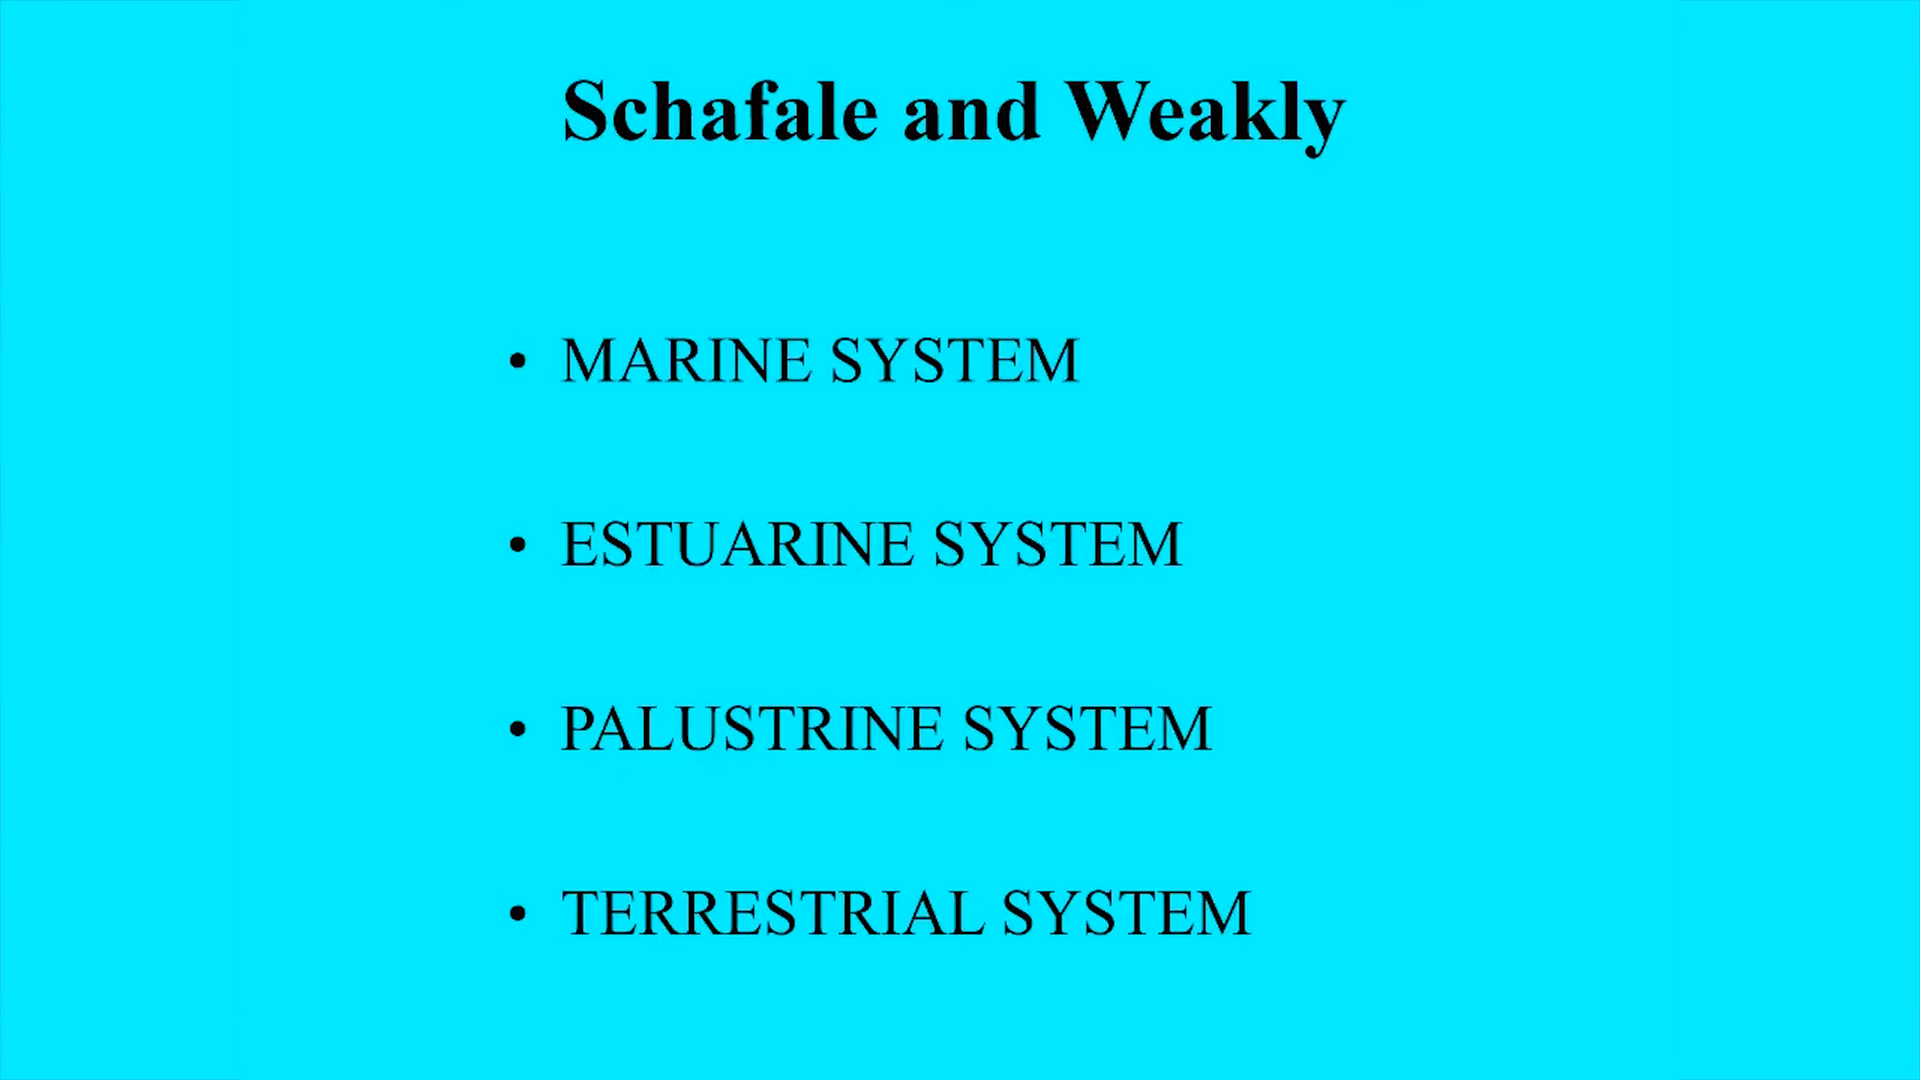 Schafale and Weakly
• MARINE SYSTEM
• ESTUARINE SYSTEM
• PALUSTRINE SYSTEM
• TERRESTRIAL SYSTEM